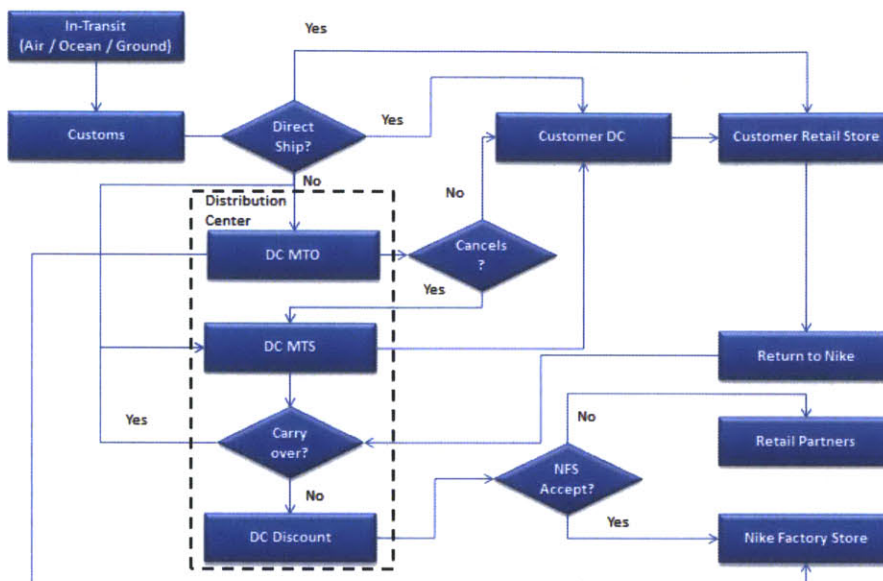 In-Transit
(Air / Ocean / Ground)
Yes
Customs
Direct
Ship?
Yes
Customer DC
Customer Retail Store
No
Distribution
Center
No
DC MTO
Cancels
?
Yes
DC MTS
Return to Nike
Yes
Carry
over?
No
Retail Partners
NFS
Accept?
No
DC Discount
Yes
Nike Factory Store